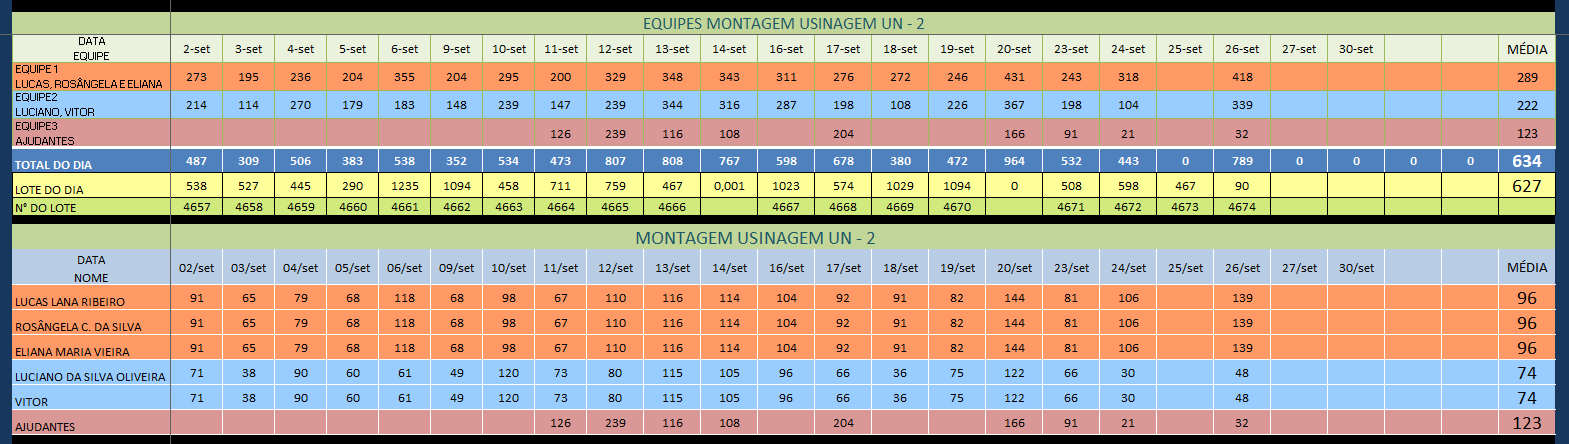 EQUIPES MONTAGEM USINAGEM UN - 2
DATA
EQUIPE 2-set 3-set 4-set 5-set 6-set 9-set 10-set 11-set 12-set 13-set 14-set 16-set 17-set 18-set 19-set 20-set 23-set 24-set 25-set 26-set 27-set 30-set MÉDIA
EQUIPE 1
LUCAS, ROSÂNGELA E ELIANA 273 195 236 204 355 204 295 200 329 348 343 311 276 272 246 431 243 318 418 289
EQUIPE2
LUCIANO, VITOR 214 114 270 179 183 148 239 147 239 344 316 287 198 108 226 367 198 104 339 222
EQUIPE3
AJUDANTES 126 239 116 108 204 166 91 21 32 123
TOTAL DO DIA 487 309 506 383 538 352 534 473 807 808 767 598 678 380 472 964 532 443 0 789 0 0 0 0 634
LOTE DO DIA 538 527 445 290 1235 1094 458 711 759 467 0,001 1023 574 1029 1094 0 508 598 467 90 627
N° DO LOTE 4657 4658 4659 4660 4661 4662 4663 4664 4665 4666 4667 4668 4669 4670 4671 4672 4673 4674
MONTAGEM USINAGEM UN - 2
DATA
NOME 02/set 03/set 04/set 05/set 06/set 09/set 10/set 11/set 12/set 13/set 14/set 16/set 17/set 18/set 19/set 20/set 23/set 24/set 25/set 26/set 27/set 30/set MÉDIA
LUCAS LANA RIBEIRO 91 65 79 68 118 68 98 67 110 116 114 104 92 91 82 144 81 106 139 96
ROSÂNGELA C. DA SILVA 91 65 79 68 118 68 98 67 110 116 114 104 92 91 82 144 81 106 139 96
ELIANA MARIA VIEIRA 91 65 79 68 118 68 98 67 110 116 114 104 92 91 82 144 81 106 139 96
LUCIANO DA SILVA OLIVEIRA 71 38 90 60 61 49 120 73 80 115 105 96 66 36 75 122 66 30 48 74
VITOR 71 38 90 60 61 49 120 73 80 115 105 96 66 36 75 122 66 30 48 74
AJUDANTES 126 239 116 108 204 166 91 21 32 123